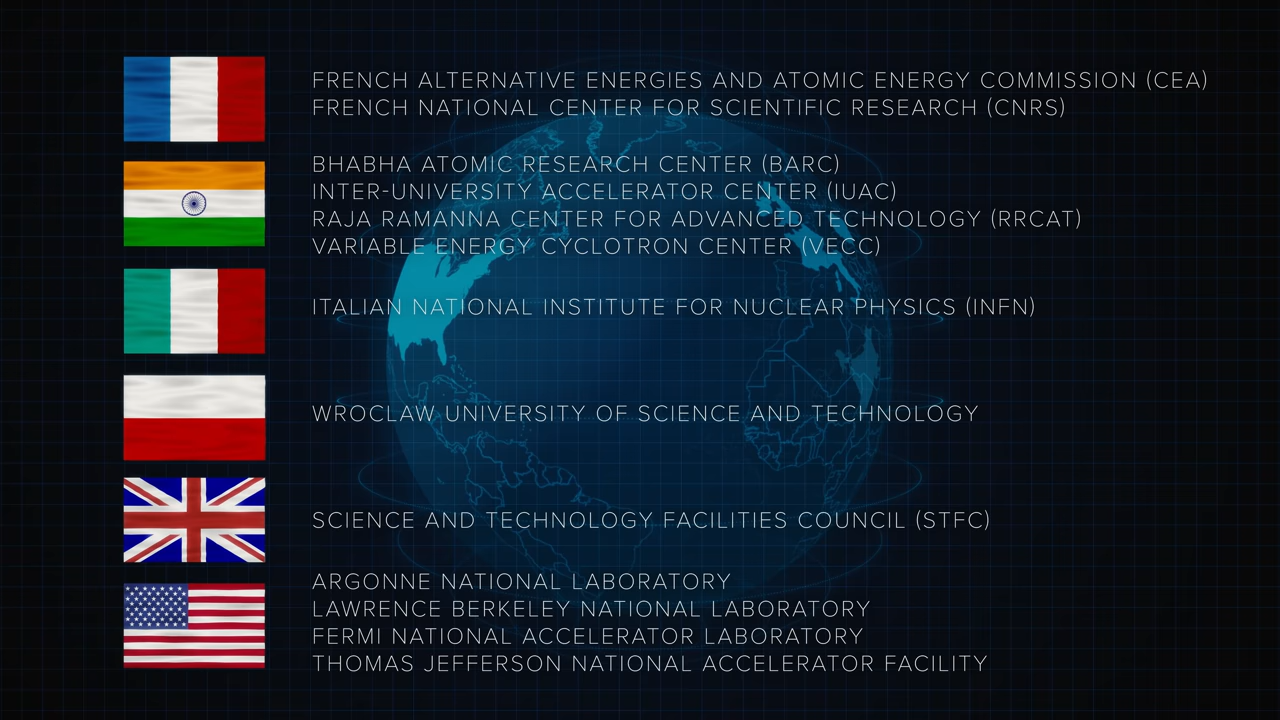 FRENCH ALTERNATIVE ENERGIES AND ATOMIC ENERGY COMMISSION (CEA)
FRENCH NATIONAL CENTER FOR SCIENTIFIC RESEARCH (CNRS)
BHABHA ATOMIC RESEARCH CENTER (BARC)
INTER-UNIVERSITY ACCELERATOR CENTER (IUAC)
RAJA RAMANNA CENTER FOR ADVANCED TECHNOLOGY (RRCAT)
VARIABLE ENERGY CYCLOTRON CENTER (VECC)
ITALIAN NATIONAL INSTITUTE FOR NUCLEAR PHYSICS (INFN)
WROCLAW UNIVERSITY OF SCIENCE AND TECHNOLOGY
SCIENCE AND TECHNOLOGY FACILITIES COUNCIL (STFC)
ARGONNE NATIONAL LABORATORY
LAWRENCE BERKELEY NATIONAL LABORATORY
FERMI NATIONAL ACCELERATOR LABORATORY
THOMAS JEFFERSON NATIONAL ACCELERATOR FACILITY